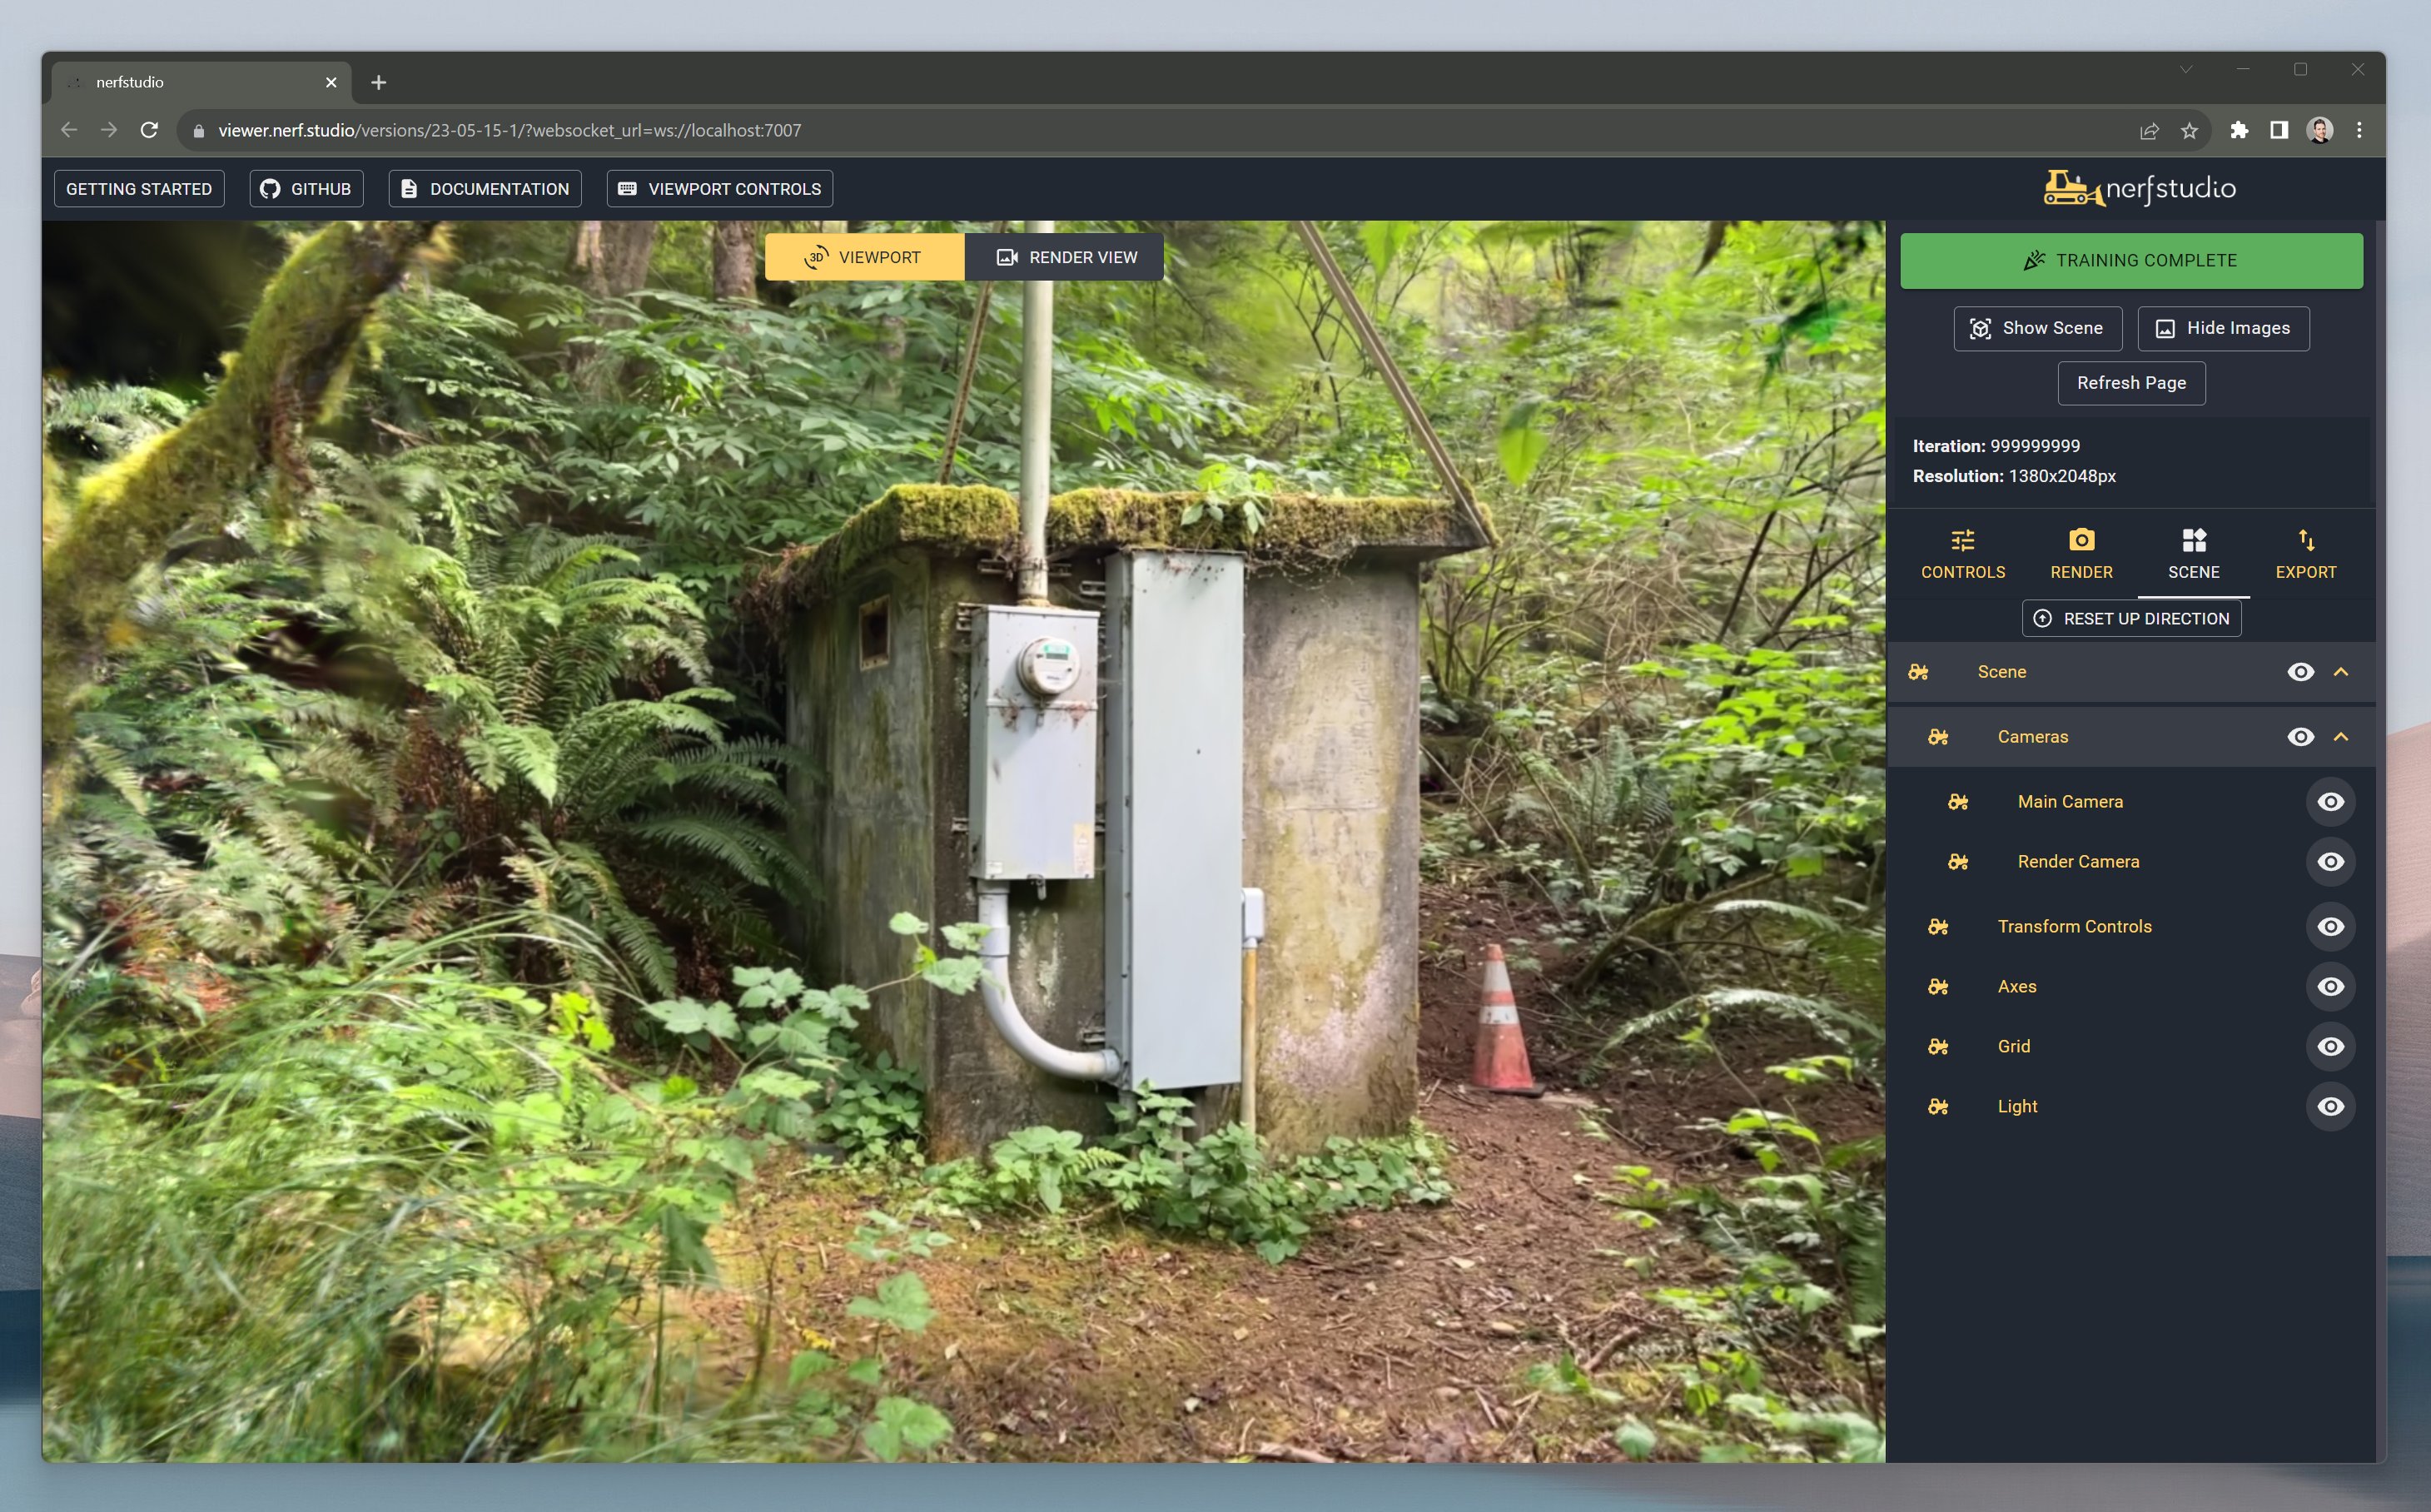 nerfstudio
viewer.nerf.studio/versions/23-05-15-1/?websocket_url=ws://localhost:7007
GETTING STARTED
GITHUB
DOCUMENTATION
VIEWPORT CONTROLS
nerfstudio
3D VIEWPORT
RENDER VIEW
TRAINING COMPLETE
Show Scene
Hide Images
Refresh Page
Iteration: 999999999
Resolution: 1380x2048px
CONTROLS
RENDER
SCENE
EXPORT
RESET UP DIRECTION
Scene
Cameras
Main Camera
Render Camera
Transform Controls
Axes
Grid
Light